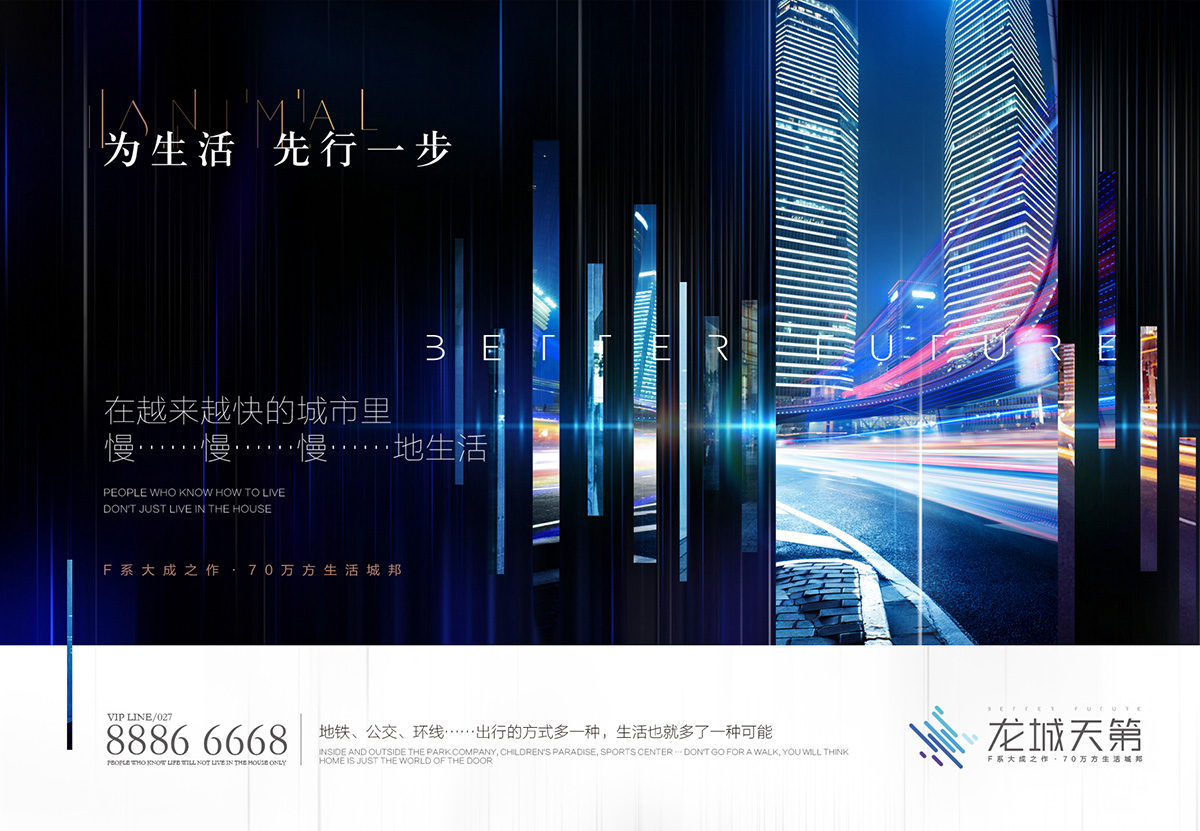 IANIMAL
为生活 先行一步
BETTER FUTURE
在越来越快的城市里
慢……慢……慢……地生活
PEOPLE WHO KNOW HOW TO LIVE
DON'T JUST LIVE IN THE HOUSE
F系大成之作·70万方生活城邦
VIP LINE/027
8886 6668
PEOPLE WHO KNOW LIFE WILL NOT LIVE IN THE HOUSE ONLY
地铁、公交、环线……出行的方式多一种，生活也就多了一种可能
INSIDE AND OUTSIDE THE PARK COMPANY, CHILDREN'S PARADISE, SPORTS CENTER… DON'T GO FOR A WALK, YOU WILL THINK
HOME IS JUST THE WORLD OF THE DOOR
BETTER FUTURE
龙城天第
F系大成之作·70万方生活城邦